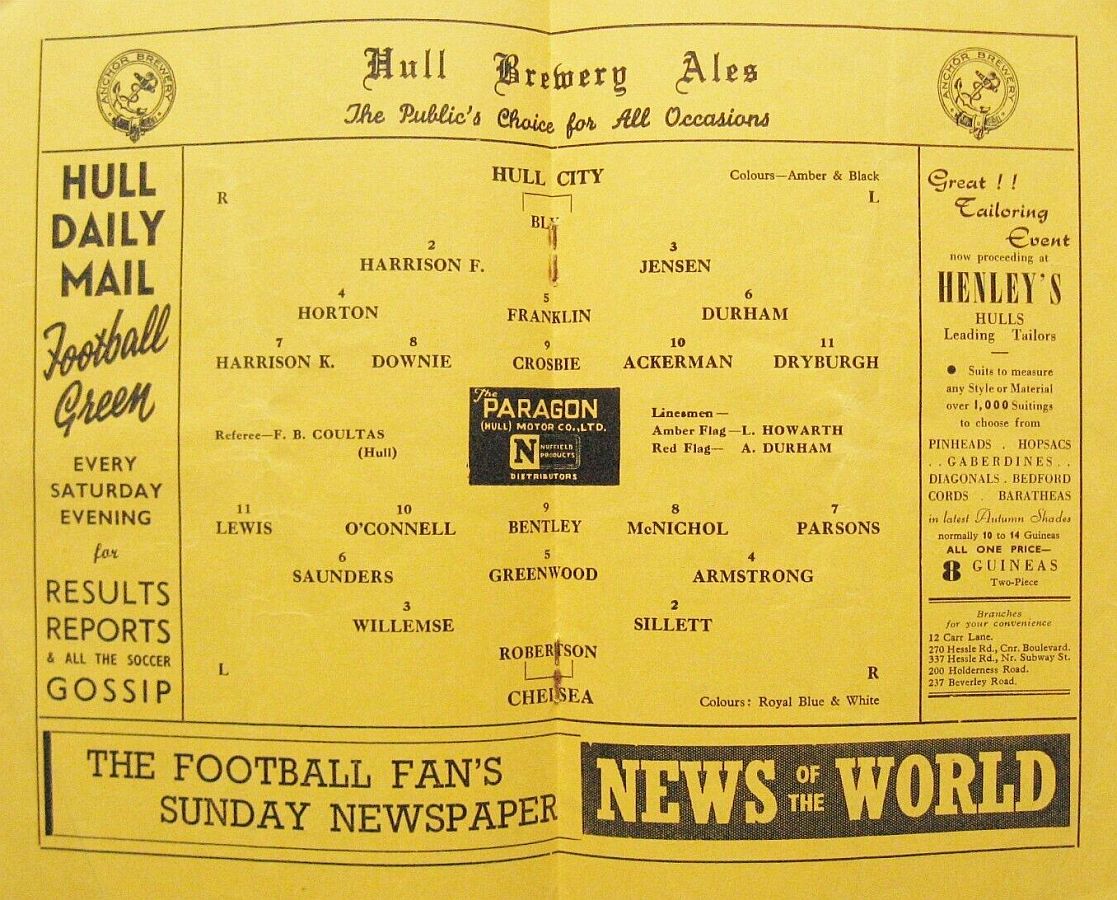 Hull Brewery Ales
The Public's Choice for All Occasions
ANCHOR BREWERY
ANCHOR BREWERY
HULL
DAILY
MAIL
Football
Green
EVERY
SATURDAY
EVENING
for
RESULTS
REPORTS
& ALL THE SOCCER
GOSSIP
HULL CITY
Colours—Amber & Black
R
L
BLY
2
3
HARRISON F.
JENSEN
4
5
6
HORTON
FRANKLIN
DURHAM
7
8
9
10
11
HARRISON K.
DOWNIE
CROSBIE
ACKERMAN
DRYBURGH
Referee—F. B. COULTAS
(Hull)
The
PARAGON
(HULL) MOTOR CO., LTD.
N
NUFFIELD
PRODUCTS
DISTRIBUTORS
Linesmen—
Amber Flag—L. HOWARTH
Red Flag— A. DURHAM
11
10
9
8
7
LEWIS
O'CONNELL
BENTLEY
McNICHOL
PARSONS
6
5
4
SAUNDERS
GREENWOOD
ARMSTRONG
3
2
WILLEMSE
SILLETT
ROBERTSON
L
R
CHELSEA
Colours: Royal Blue & White
Great ! !
Tailoring
Event
now proceeding at
HENLEY'S
HULLS
Leading Tailors
● Suits to measure
any Style or Material
over 1,000 Suitings
to choose from
PINHEADS . HOPSACS
. . GABERDINES . .
DIAGONALS . BEDFORD
CORDS . BARATHEAS
in latest Autumn Shades
normally 10 to 14 Guineas
ALL ONE PRICE—
8 GUINEAS
Two-Piece
Branches
for your convenience
12 Carr Lane.
270 Hessle Rd., Cnr. Boulevard.
337 Hessle Rd., Nr. Subway St.
200 Holderness Road.
237 Beverley Road.
THE FOOTBALL FAN'S
SUNDAY NEWSPAPER
NEWS OF THE WORLD